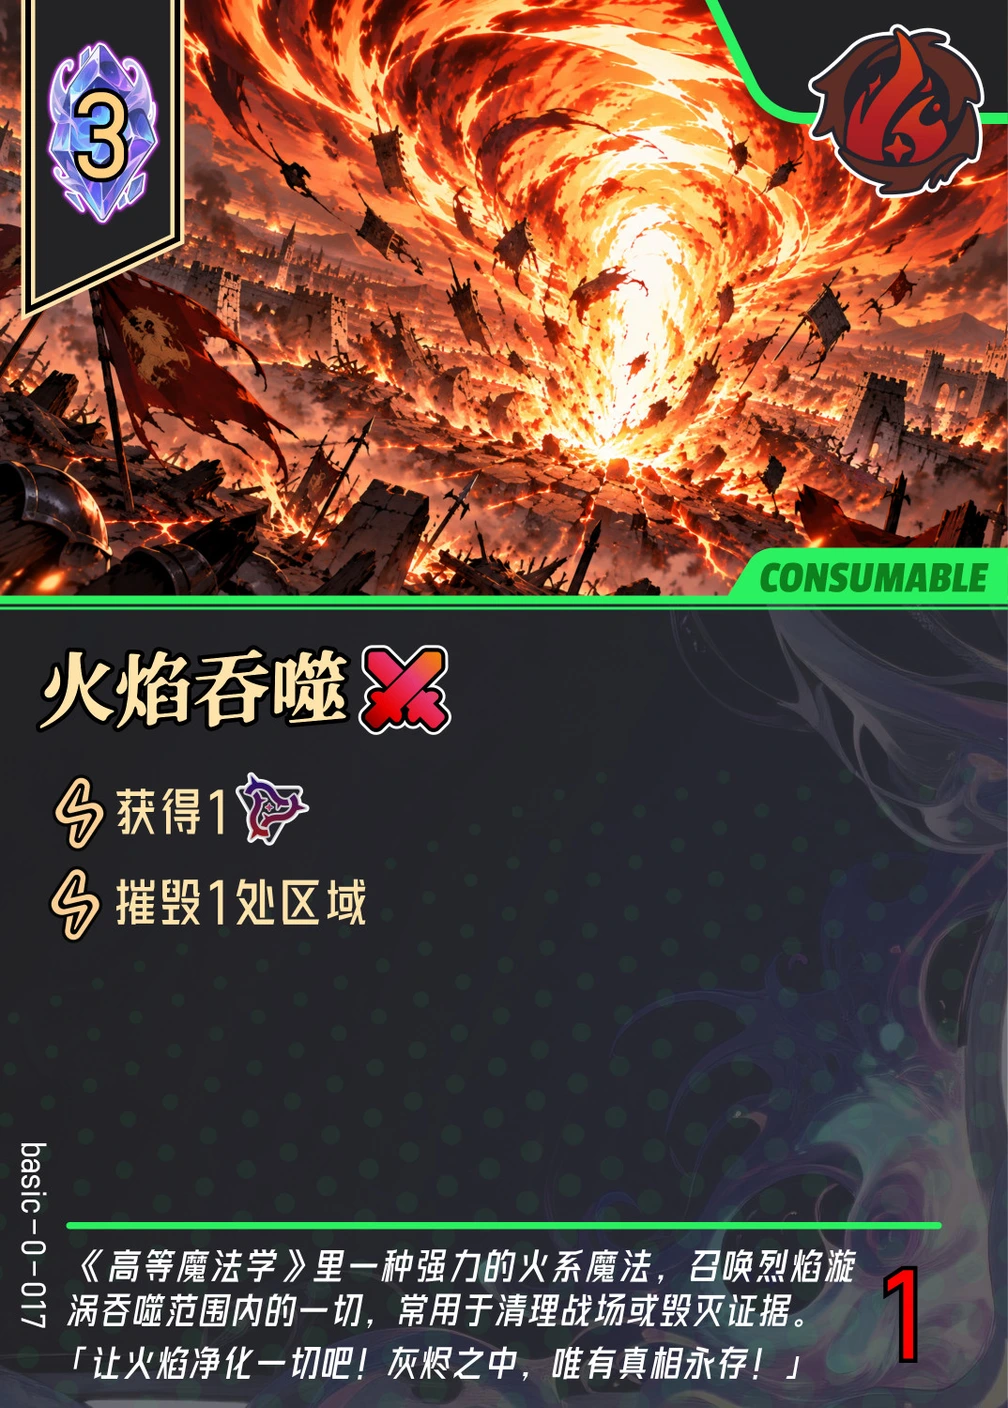 3
CONSUMABLE
火焰吞噬
获得1
摧毁1处区域
basic-0-017
《高等魔法学》里一种强力的火系魔法，召唤烈焰漩
涡吞噬范围内的一切，常用于清理战场或毁灭证据。
「让火焰净化一切吧！灰烬之中，唯有真相永存！」
1